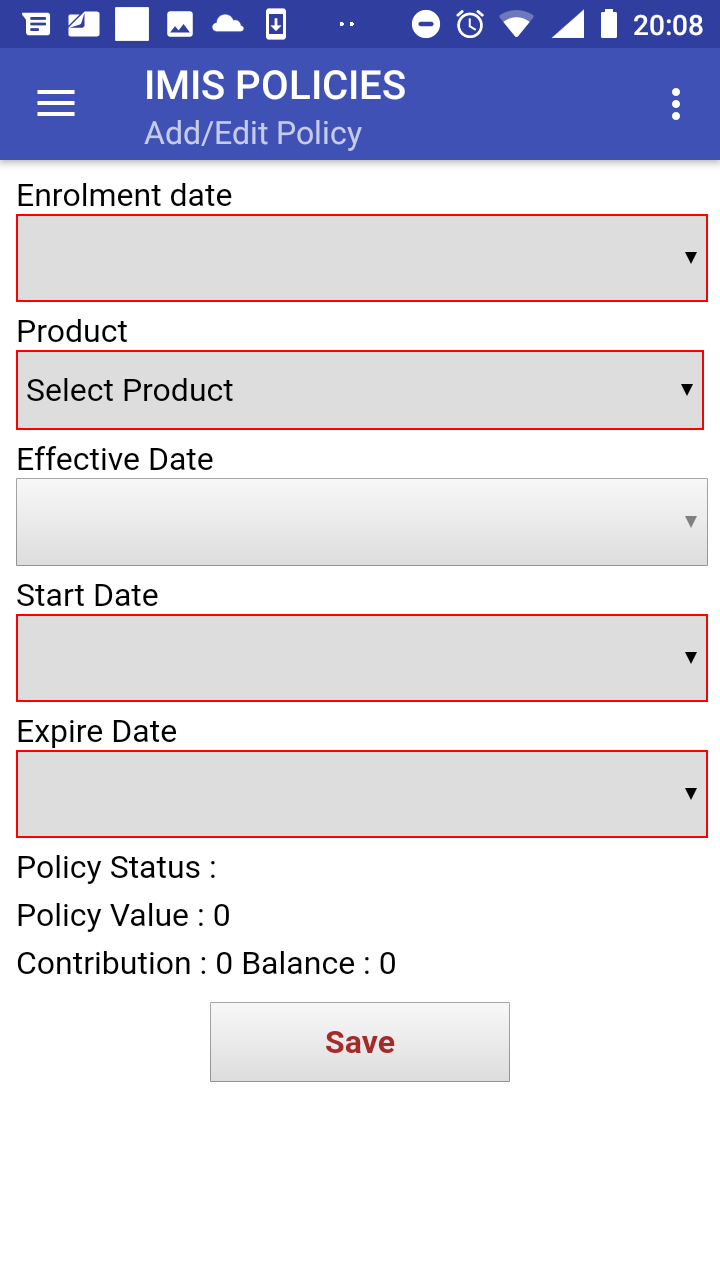 20:08
IMIS POLICIES
Add/Edit Policy
Enrolment date
Product
Select Product
Effective Date
Start Date
Expire Date
Policy Status :
Policy Value : 0
Contribution : 0 Balance : 0
Save